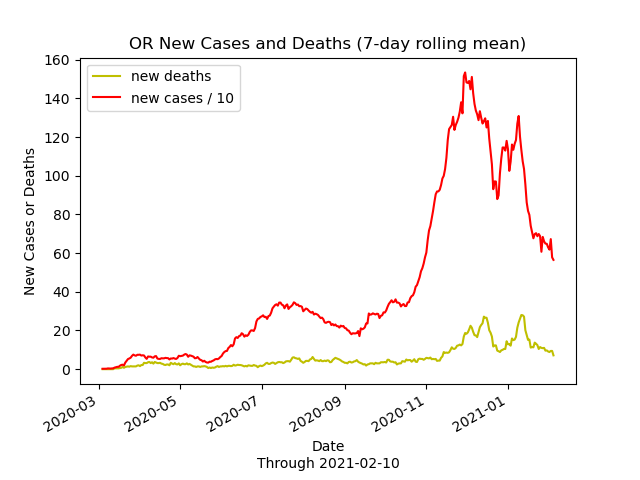 OR New Cases and Deaths (7-day rolling mean)
new deaths
new cases / 10
160
140
120
100
80
60
40
20
0
New Cases or Deaths
2020-03
2020-05
2020-07
2020-09
2020-11
2021-01
Date
Through 2021-02-10